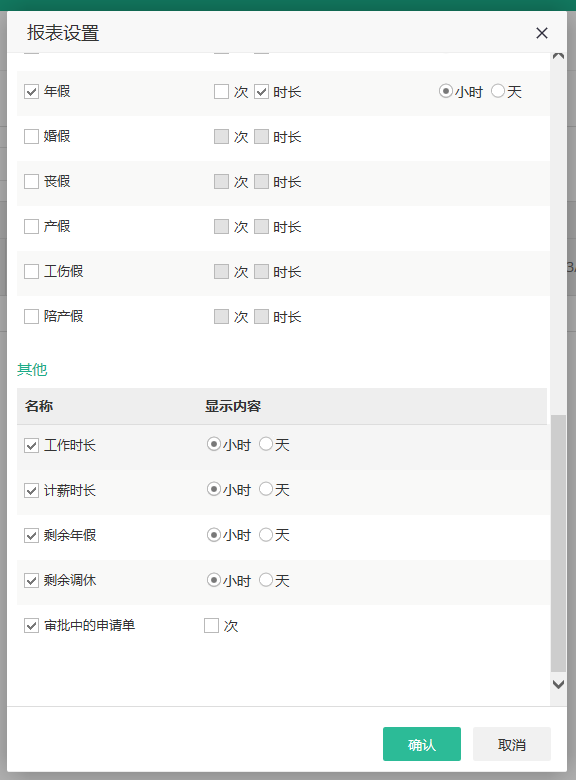 报表设置
年假 次 时长 小时 天
婚假 次 时长
丧假 次 时长
产假 次 时长
工伤假 次 时长
陪产假 次 时长
其他
名称 显示内容
工作时长 小时 天
计薪时长 小时 天
剩余年假 小时 天
剩余调休 小时 天
审批中的申请单 次
确认 取消